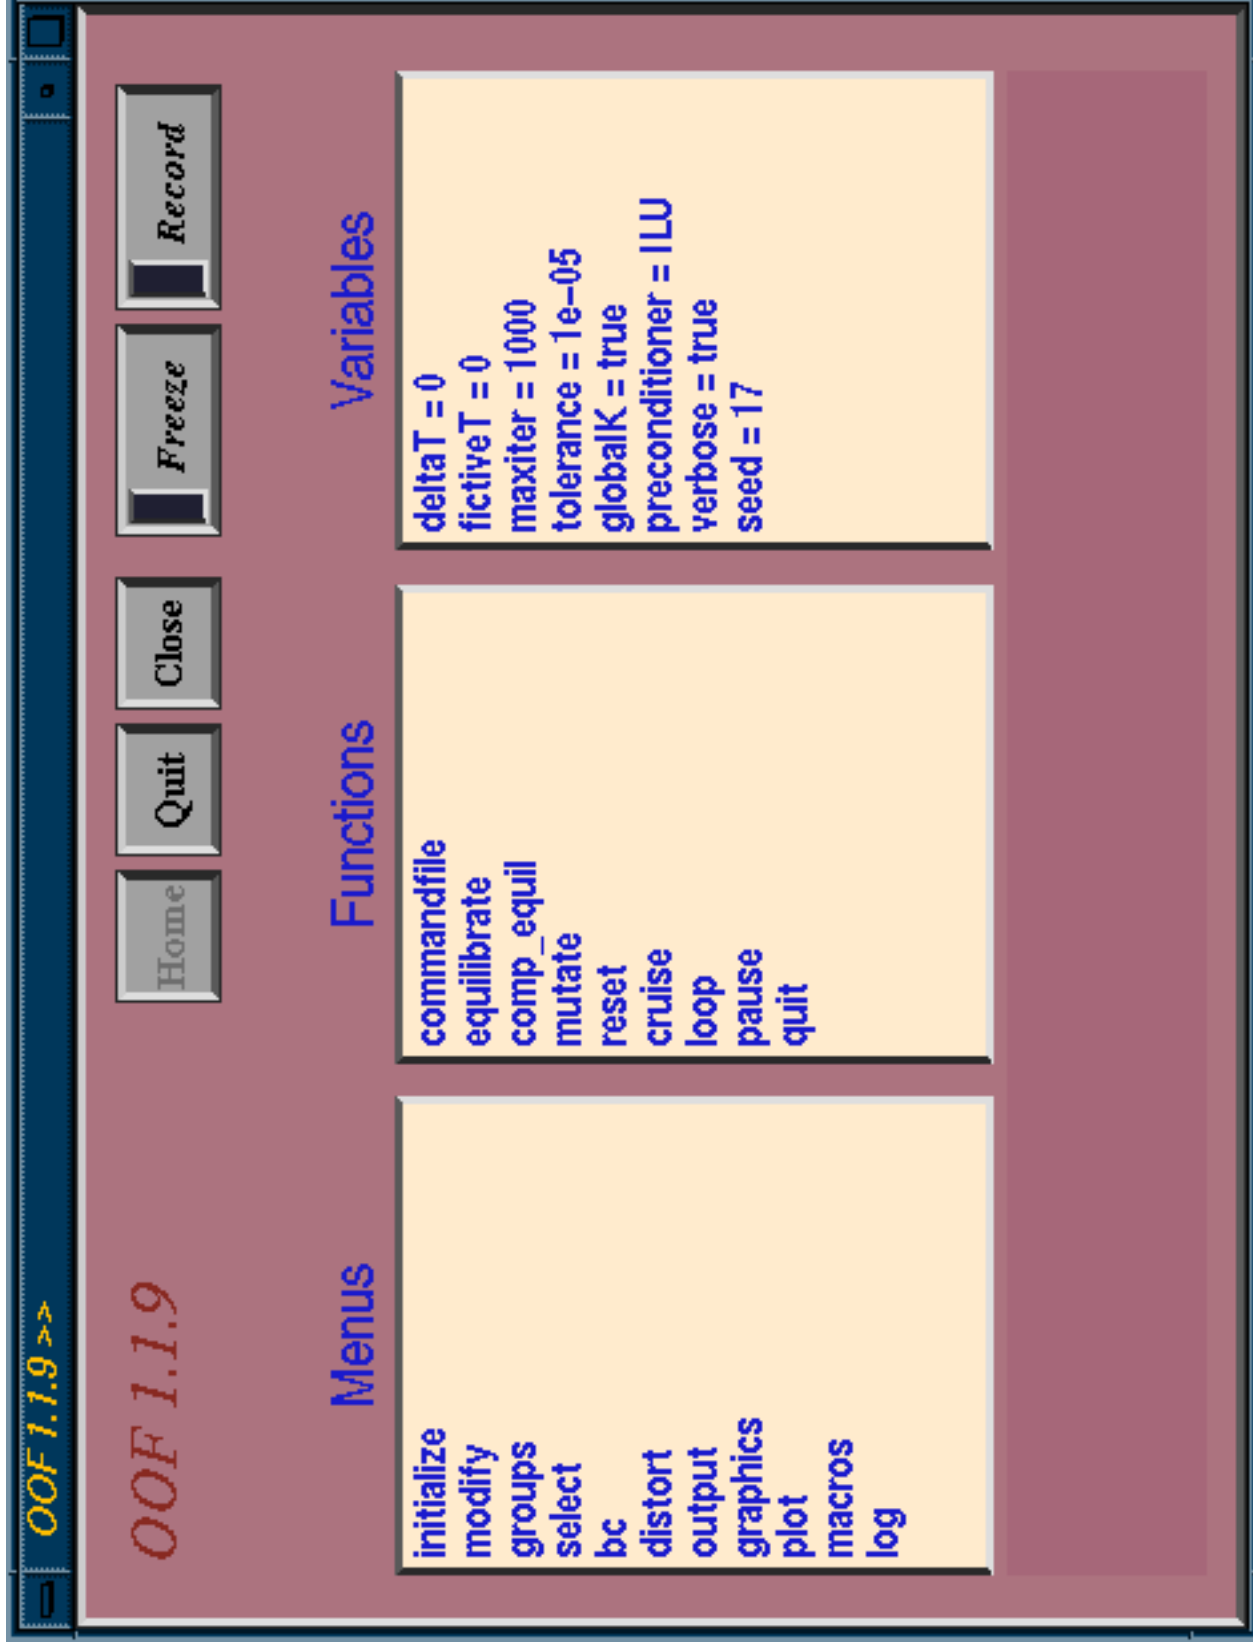 OOF 1.1.9 >>
OOF 1.1.9
Home
Quit
Close
Freeze
Record
Menus
initialize
modify
groups
select
bc
distort
output
graphics
plot
macros
log
Functions
commandfile
equilibrate
comp_equil
mutate
reset
cruise
loop
pause
quit
Variables
deltaT = 0
fictiveT = 0
maxiter = 1000
tolerance = 1e-05
globalK = true
preconditioner = ILU
verbose = true
seed = 17